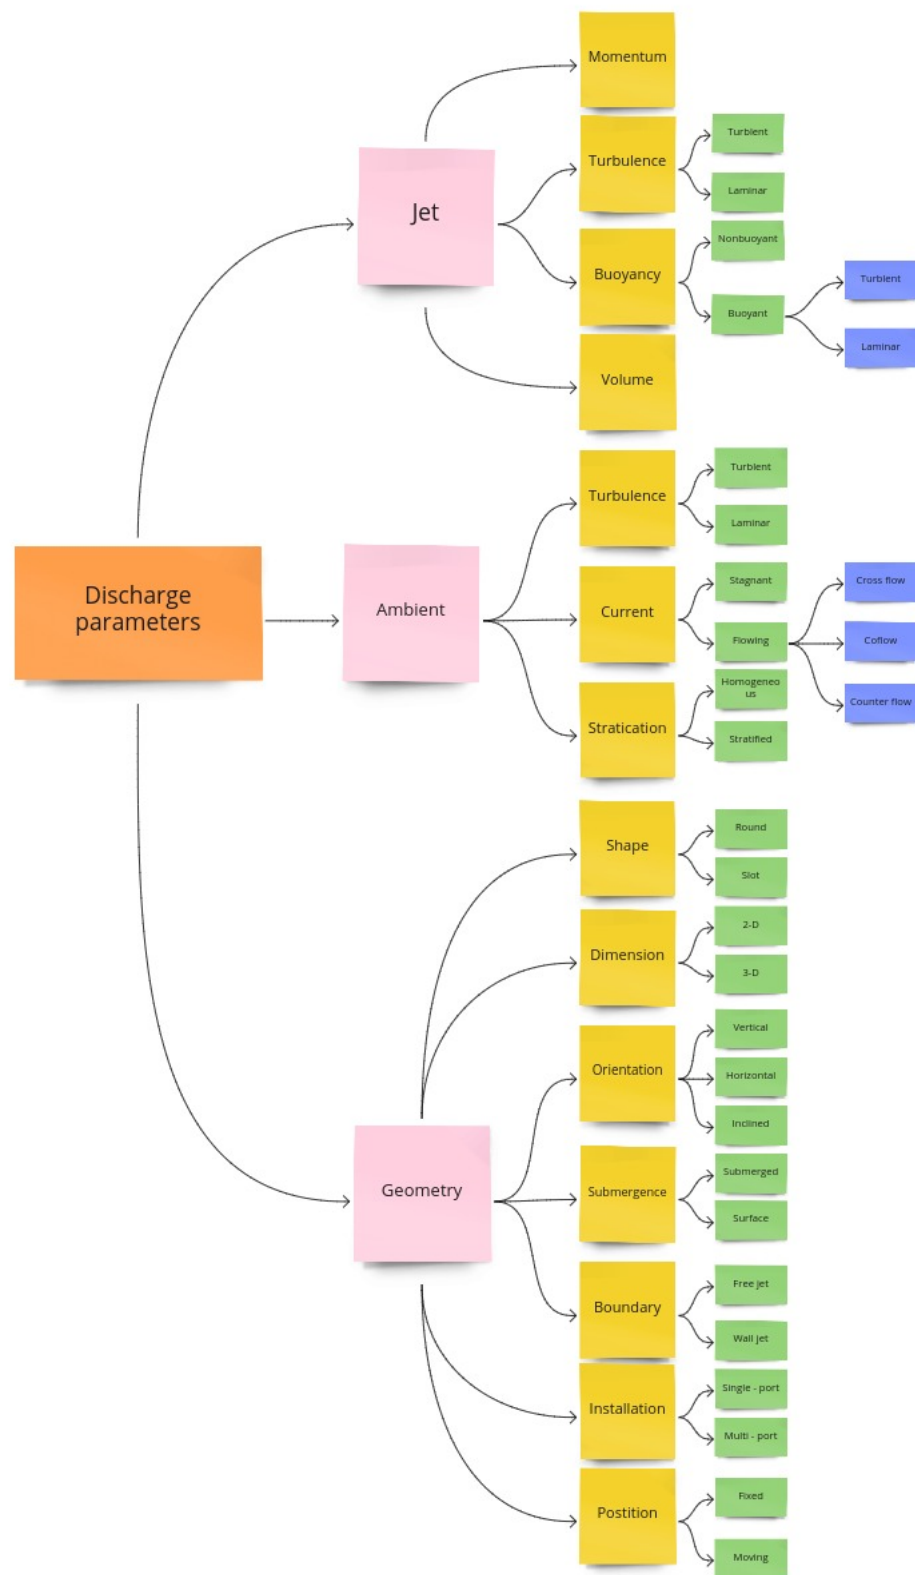 Momentum
Turblent
Turbulence
Laminar
Jet
Nonbuoyant
Buoyancy
Turblent
Buoyant
Laminar
Volume
Turblent
Turbulence
Laminar
Discharge
parameters
Ambient
Stagnant
Cross flow
Current
Flowing
Coflow
Homogeneo
us
Counter flow
Stratication
Stratified
Round
Shape
Slot
2-D
Dimension
3-D
Vertical
Orientation
Horizontal
Inclined
Submerged
Geometry
Submergence
Surface
Free jet
Boundary
Wall jet
Single - port
Installation
Multi - port
Fixed
Postition
Moving